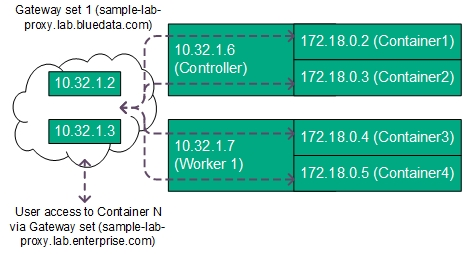 Gateway set 1 (sample-lab-
proxy.lab.bluedata.com)
10.32.1.2
10.32.1.3
User access to Container N
via Gateway set (sample-lab-
proxy.lab.enterprise.com)
10.32.1.6
(Controller)
172.18.0.2 (Container1)
172.18.0.3 (Container2)
10.32.1.7
(Worker 1)
172.18.0.4 (Container3)
172.18.0.5 (Container4)